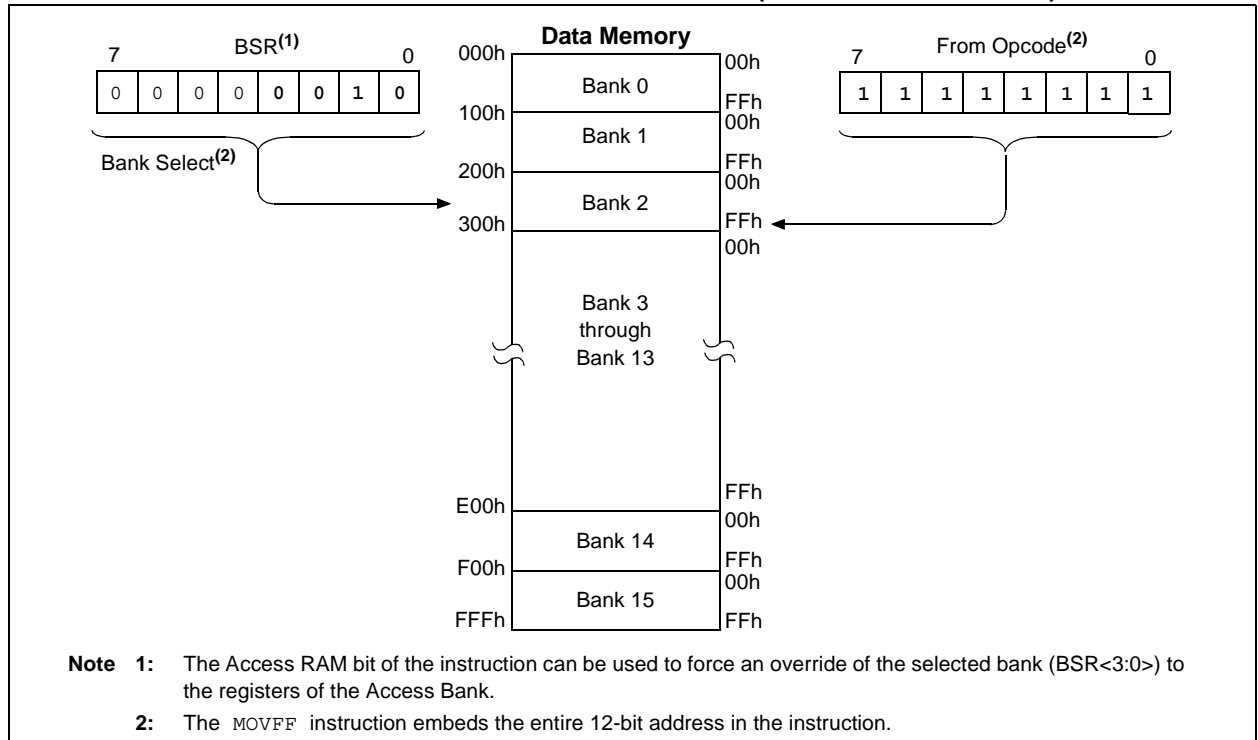 Data Memory
7 BSR(1) 0
0 0 0 0 0 0 1 0
Bank Select(2)
7 From Opcode(2) 0
1 1 1 1 1 1 1 1
000h
Bank 0
00h
FFh
100h
Bank 1
00h
FFh
200h
Bank 2
00h
FFh
300h
00h
Bank 3
through
Bank 13
FFh
E00h
Bank 14
00h
FFh
F00h
Bank 15
00h
FFFh
FFh
Note 1: The Access RAM bit of the instruction can be used to force an override of the selected bank (BSR<3:0>) to
the registers of the Access Bank.
2: The MOVFF instruction embeds the entire 12-bit address in the instruction.